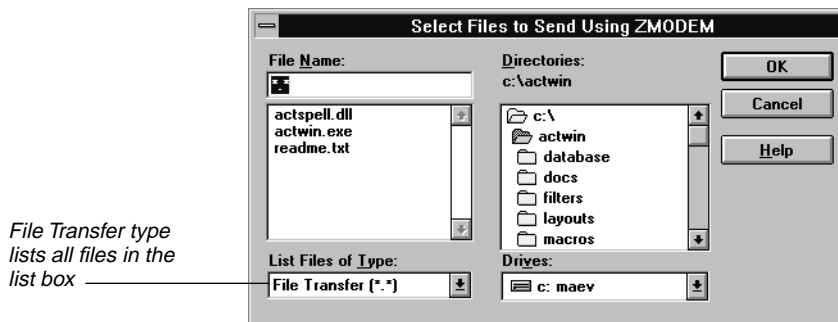 Select Files to Send Using ZMODEM
File Name:
*.*
actspell.dll
actwin.exe
readme.txt
List Files of Type:
File Transfer (*.*)
Directories:
c:\actwin
c:\
actwin
database
docs
filters
layouts
macros
Drives:
c: maev
OK
Cancel
Help
File Transfer type
lists all files in the
list box